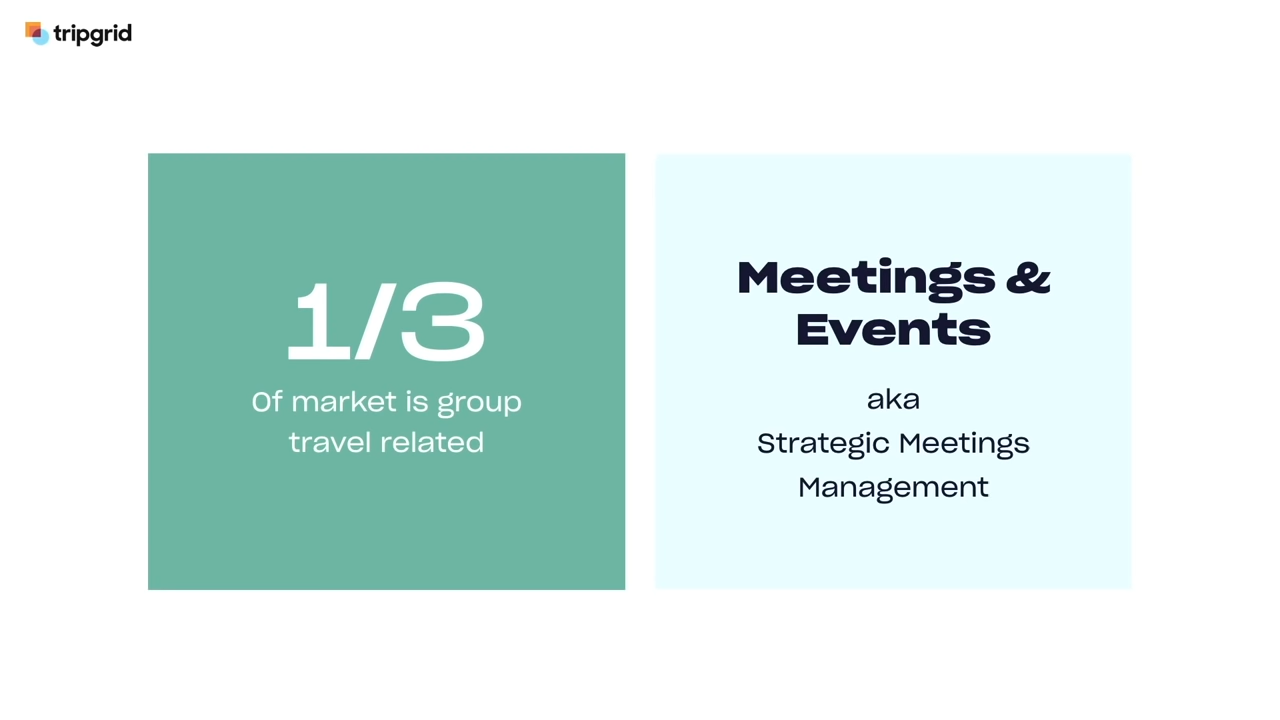 tripgrid
1/3
Of market is group
travel related
Meetings &
Events
aka
Strategic Meetings
Management